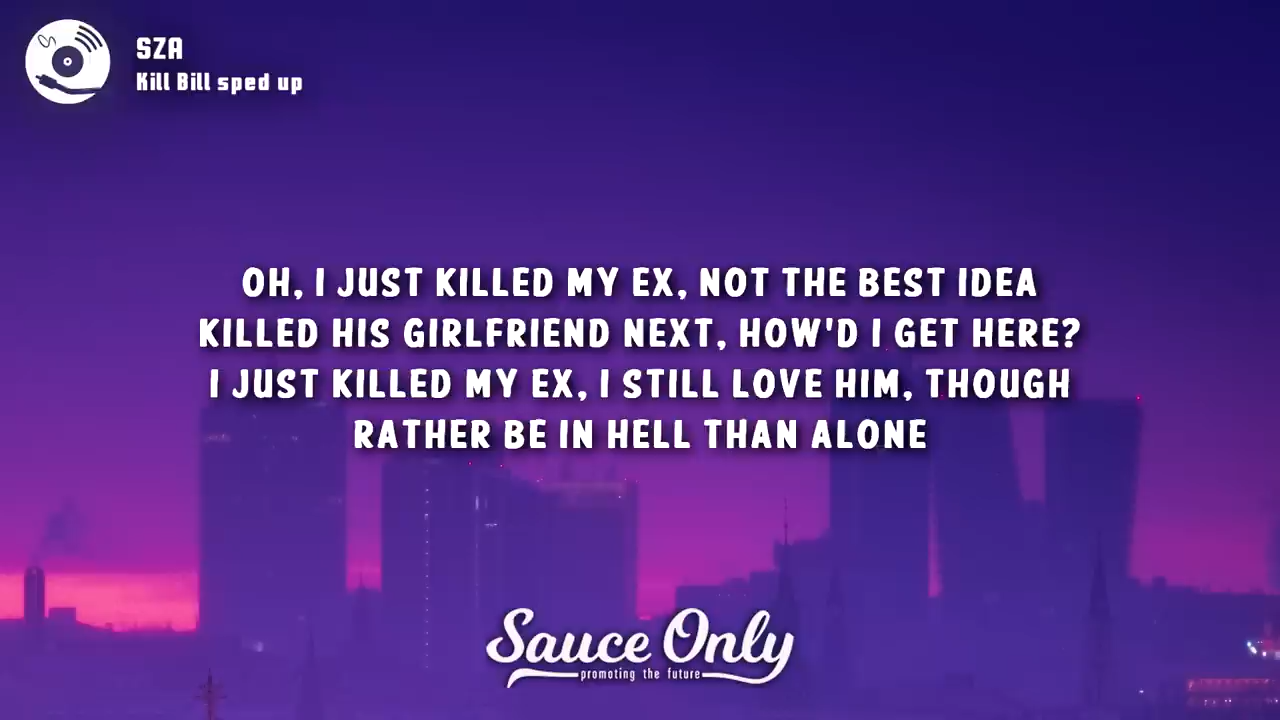 SZA
Kill Bill sped up
OH, I JUST KILLED MY EX, NOT THE BEST IDEA
KILLED HIS GIRLFRIEND NEXT, HOW'D I GET HERE?
I JUST KILLED MY EX, I STILL LOVE HIM, THOUGH
RATHER BE IN HELL THAN ALONE
Sauce Only
promoting the future